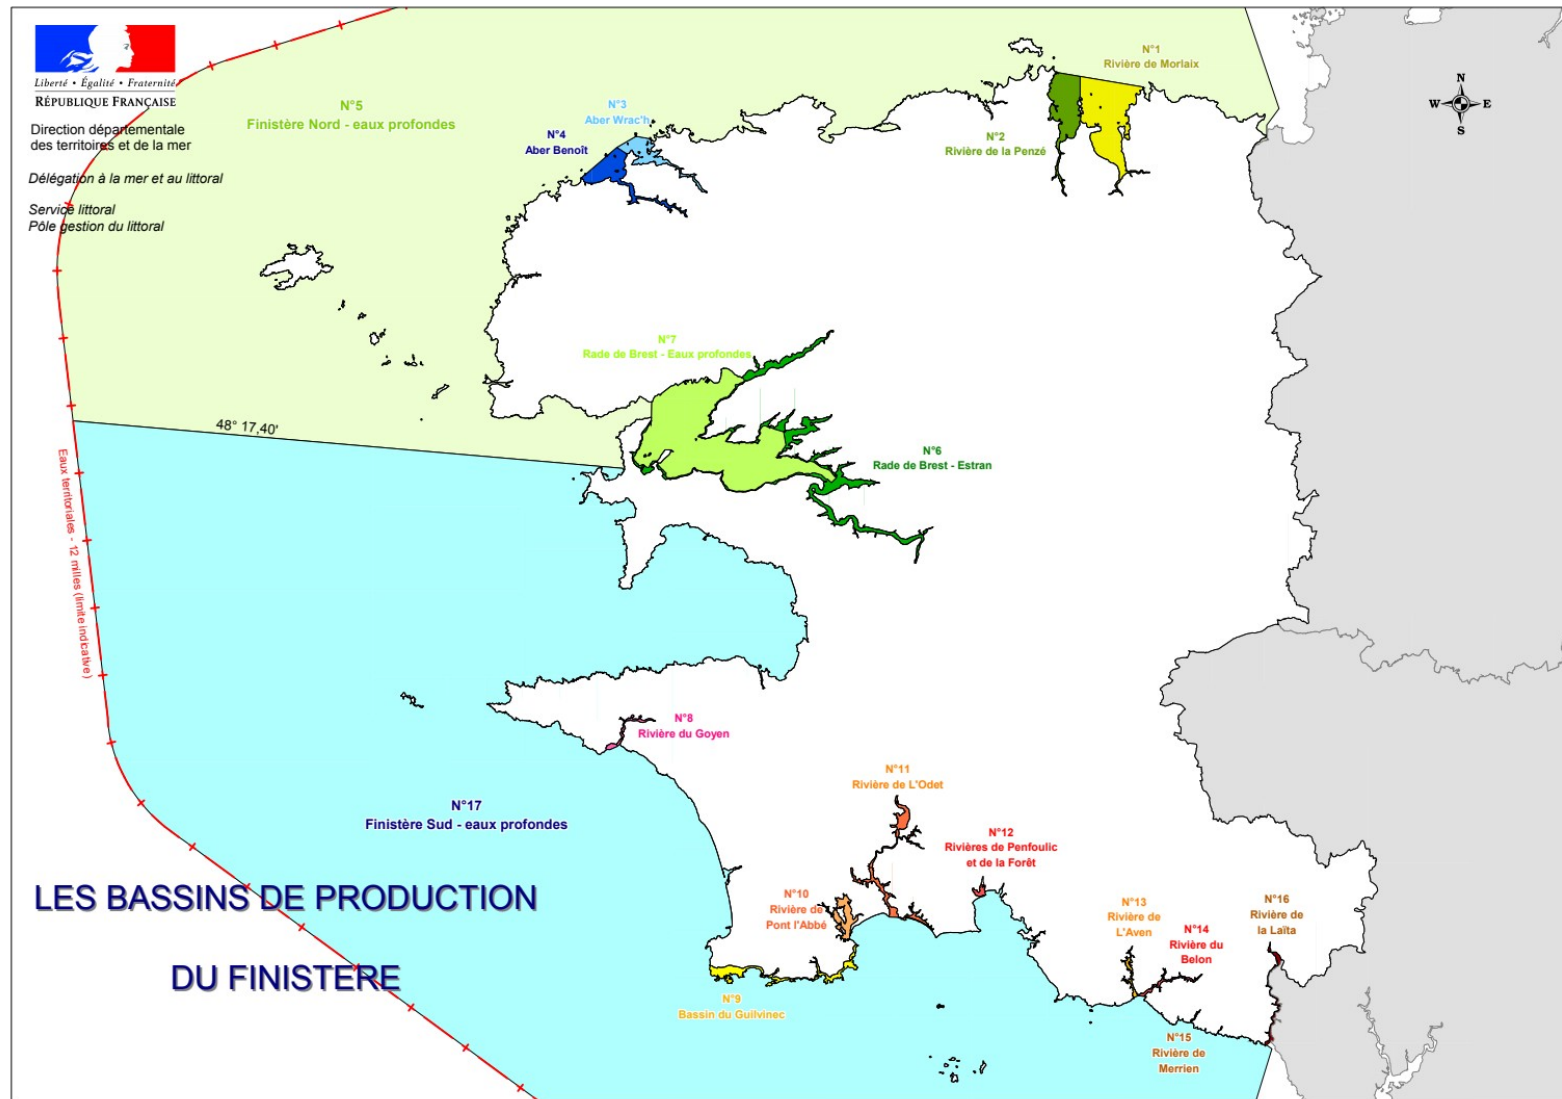 Liberté • Égalité • Fraternité
RÉPUBLIQUE FRANÇAISE
Direction départementale
des territoires et de la mer
Délégation à la mer et au littoral
Service littoral
Pôle gestion du littoral
N°5
Finistère Nord - eaux profondes
N°3
Aber Wrac'h
N°4
Aber Benoît
N°1
Rivière de Morlaix
N°2
Rivière de la Penzé
N
W
E
S
N°7
Rade de Brest - Eaux profondes
48° 17,40'
N°6
Rade de Brest - Estran
Eaux territoriales - 12 milles (limite indicative)
N°8
Rivière du Goyen
N°17
Finistère Sud - eaux profondes
N°11
Rivière de L'Odet
N°12
Rivières de Penfoulic
et de la Forêt
N°10
Rivière de
Pont l'Abbé
N°13
Rivière de
L'Aven
N°14
Rivière du
Belon
N°16
Rivière de
la Laïta
N°9
Bassin du Guilvinec
N°15
Rivière de
Merrien
LES BASSINS DE PRODUCTION
DU FINISTERE